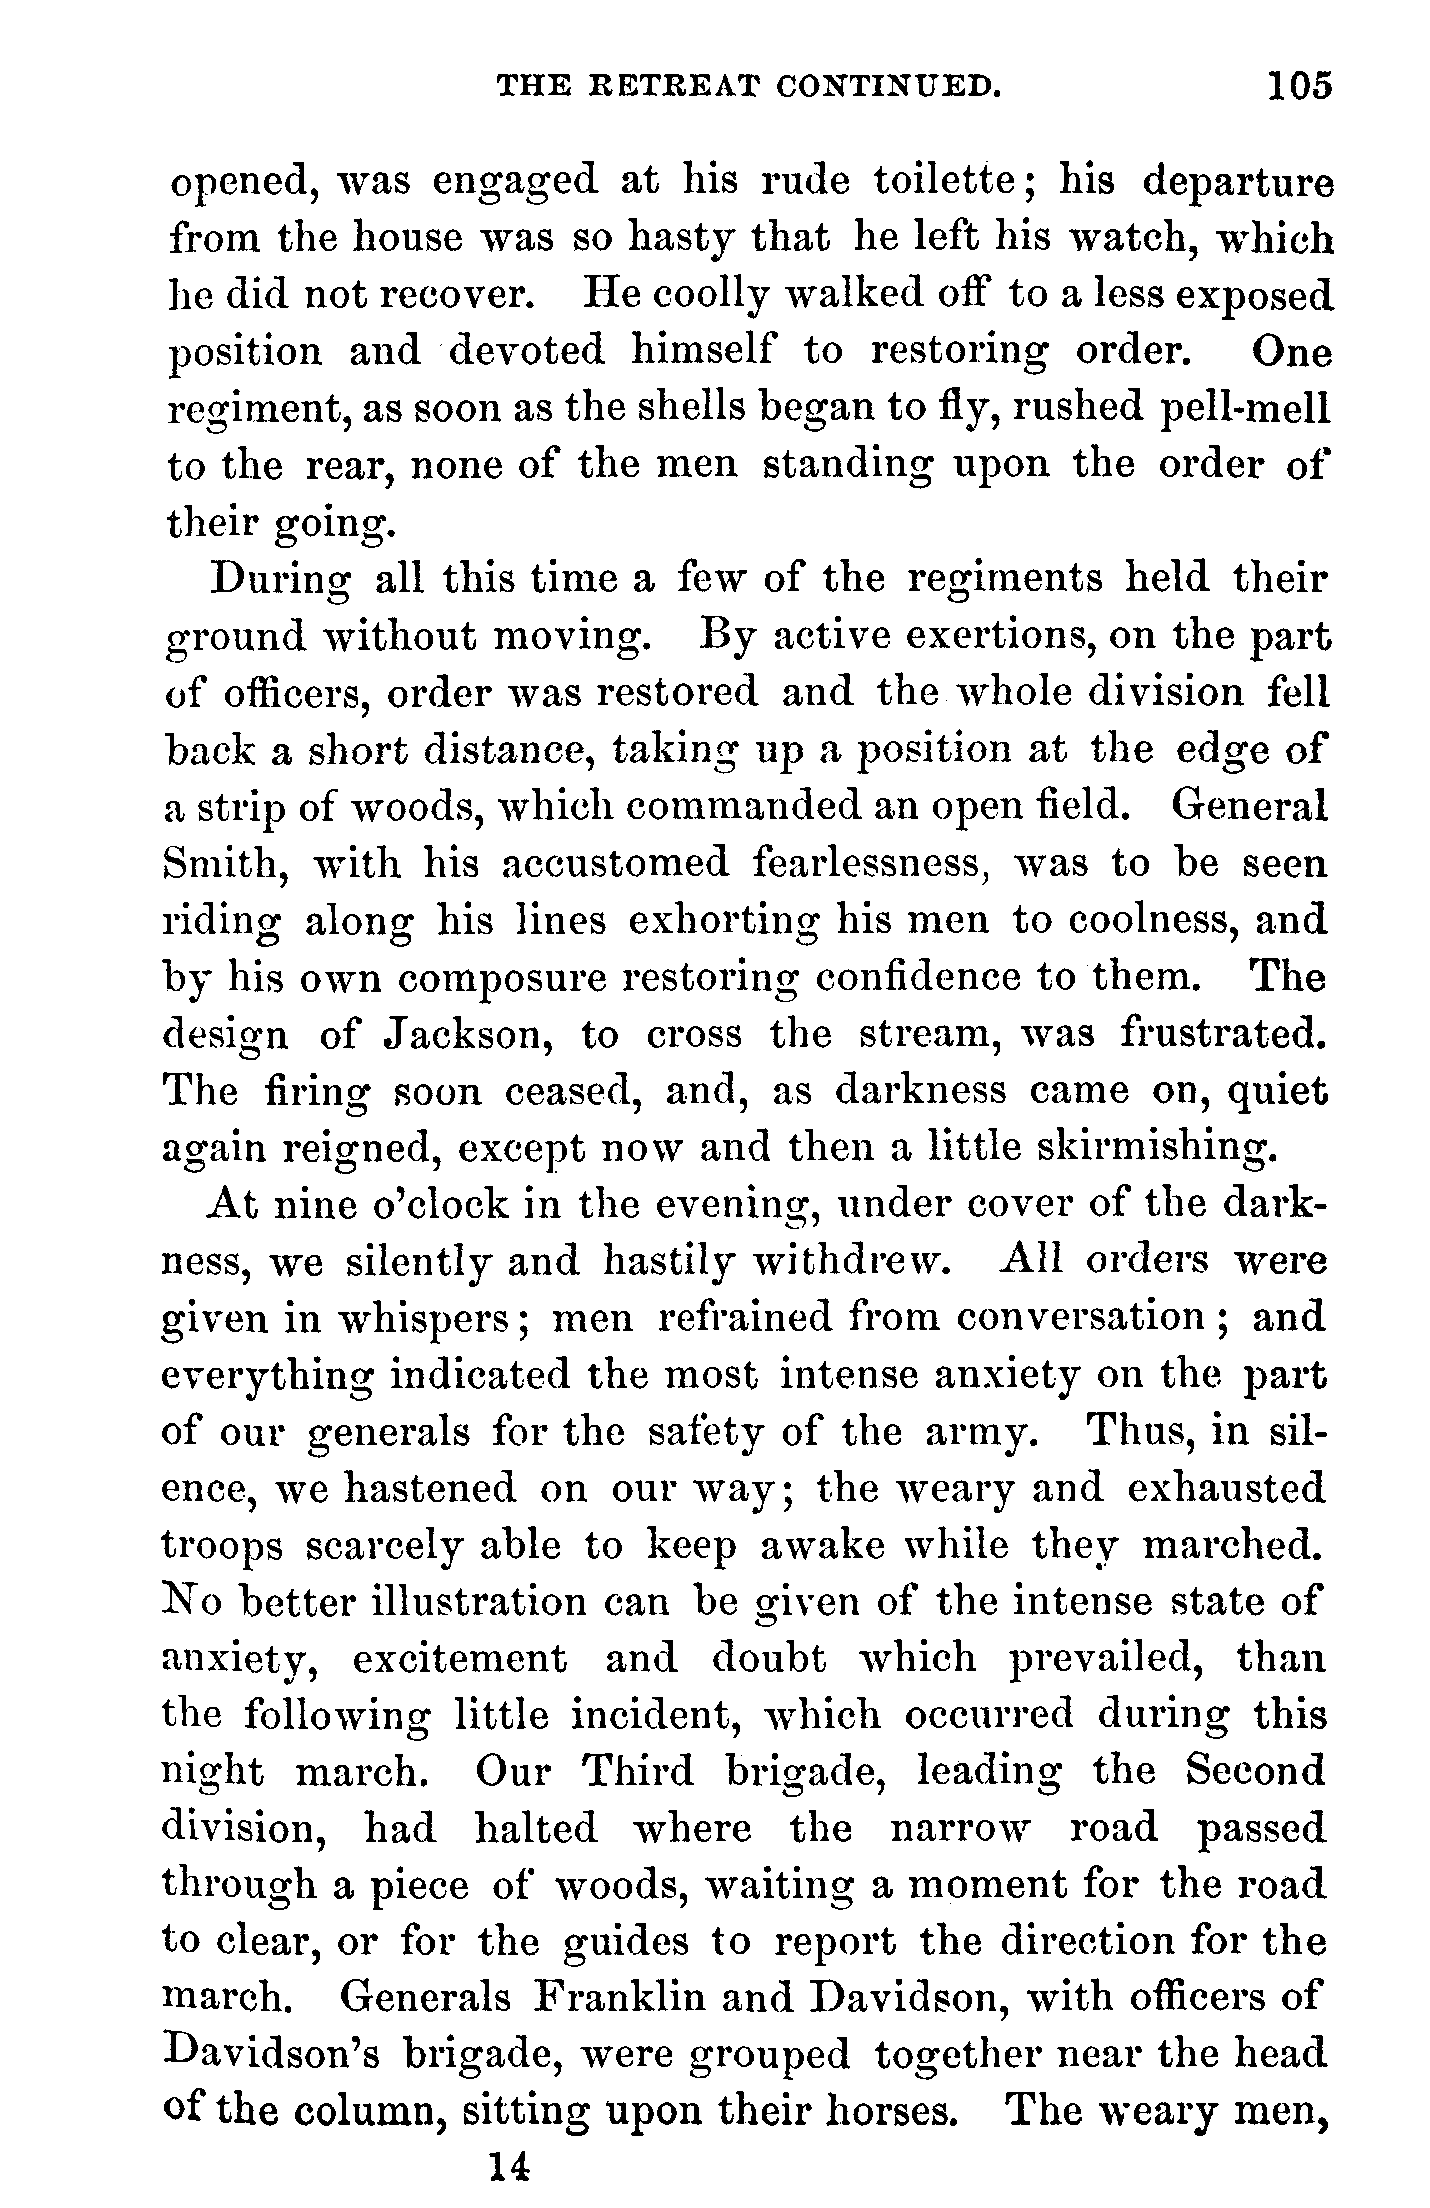 THE RETREAT CONTINUED. 105
opened, was engaged at his rude toilette; his departure
from the house was so hasty that he left his watch, which
he did not recover. He coolly walked off to a less exposed
position and devoted himself to restoring order. One
regiment, as soon as the shells began to fly, rushed pell-mell
to the rear, none of the men standing upon the order of
their going.
During all this time a few of the regiments held their
ground without moving. By active exertions, on the part
of officers, order was restored and the whole division fell
back a short distance, taking up a position at the edge of
a strip of woods, which commanded an open field. General
Smith, with his accustomed fearlessness, was to be seen
riding along his lines exhorting his men to coolness, and
by his own composure restoring confidence to them. The
design of Jackson, to cross the stream, was frustrated.
The firing soon ceased, and, as darkness came on, quiet
again reigned, except now and then a little skirmishing.
At nine o'clock in the evening, under cover of the dark-
ness, we silently and hastily withdrew. All orders were
given in whispers; men refrained from conversation; and
everything indicated the most intense anxiety on the part
of our generals for the safety of the army. Thus, in sil-
ence, we hastened on our way; the weary and exhausted
troops scarcely able to keep awake while they marched.
No better illustration can be given of the intense state of
anxiety, excitement and doubt which prevailed, than
the following little incident, which occurred during this
night march. Our Third brigade, leading the Second
division, had halted where the narrow road passed
through a piece of woods, waiting a moment for the road
to clear, or for the guides to report the direction for the
march. Generals Franklin and Davidson, with officers of
Davidson's brigade, were grouped together near the head
of the column, sitting upon their horses. The weary men,
14